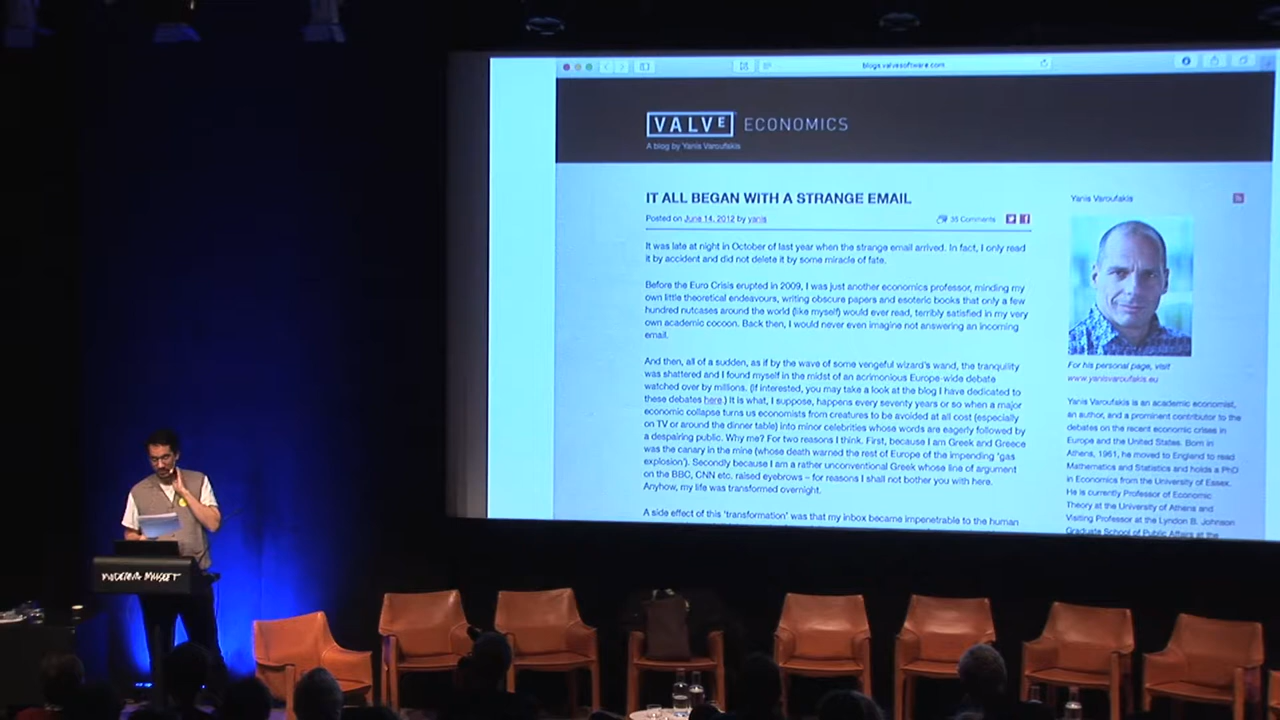 blogs.valvesoftware.com
VALVE ECONOMICS
A blog by Yanis Varoufakis
IT ALL BEGAN WITH A STRANGE EMAIL
Posted on June 14, 2012 by yanis
35 Comments
It was late at night in October of last year when the strange email arrived. In fact, I only read
it by accident and did not delete it by some miracle of fate.
Before the Euro Crisis erupted in 2009, I was just another economics professor, minding my
own little theoretical endeavours, writing obscure papers and esoteric books that only a few
hundred nutcases around the world (like myself) would ever read, terribly satisfied in my very
own academic cocoon. Back then, I would never even imagine not answering an incoming
email.
And then, all of a sudden, as if by the wave of some vengeful wizard's wand, the tranquility
was shattered and I found myself in the midst of an acrimonious Europe-wide debate
watched over by millions. (If interested, you may take a look at the blog I have dedicated to
these debates here.) It is what, I suppose, happens every seventy years or so when a major
economic collapse turns us economists from creatures to be avoided at all cost (especially
on TV or around the dinner table) into minor celebrities whose words are eagerly followed by
a despairing public. Why me? For two reasons I think. First, because I am Greek and Greece
was the canary in the mine (whose death warned the rest of Europe of the impending 'gas
explosion'). Secondly because I am a rather unconventional Greek whose line of argument
on the BBC, CNN etc. raised eyebrows – for reasons I shall not bother you with here.
Anyhow, my life was transformed overnight.
A side effect of this 'transformation' was that my inbox became impenetrable to the human
Yanis Varoufakis
For his personal page, visit
www.yanisvaroufakis.eu
Yanis Varoufakis is an academic economist,
an author, and a prominent contributor to the
debates on the recent economic crises in
Europe and the United States. Born in
Athens, 1961, he moved to England to read
Mathematics and Statistics and holds a PhD
in Economics from the University of Essex.
He is currently Professor of Economic
Theory at the University of Athens and
Visiting Professor at the Lyndon B. Johnson
Graduate School of Public Affairs at the
MODERNA MUSEET